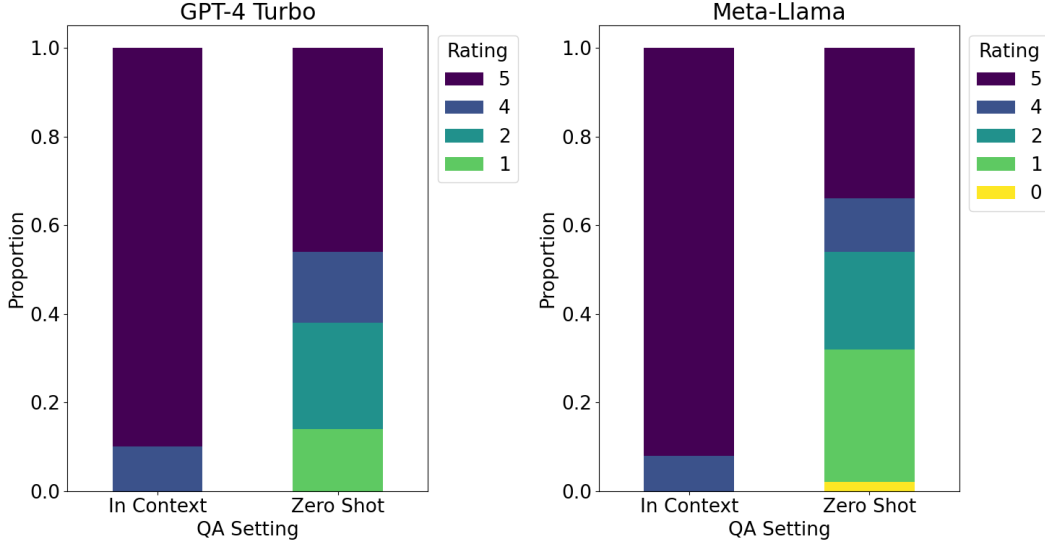 GPT-4 Turbo
1.0
0.8
0.6
0.4
0.2
0.0
Proportion
In Context
Zero Shot
QA Setting
Rating
5
4
2
1
Meta-Llama
1.0
0.8
0.6
0.4
0.2
0.0
Proportion
In Context
Zero Shot
QA Setting
Rating
5
4
2
1
0